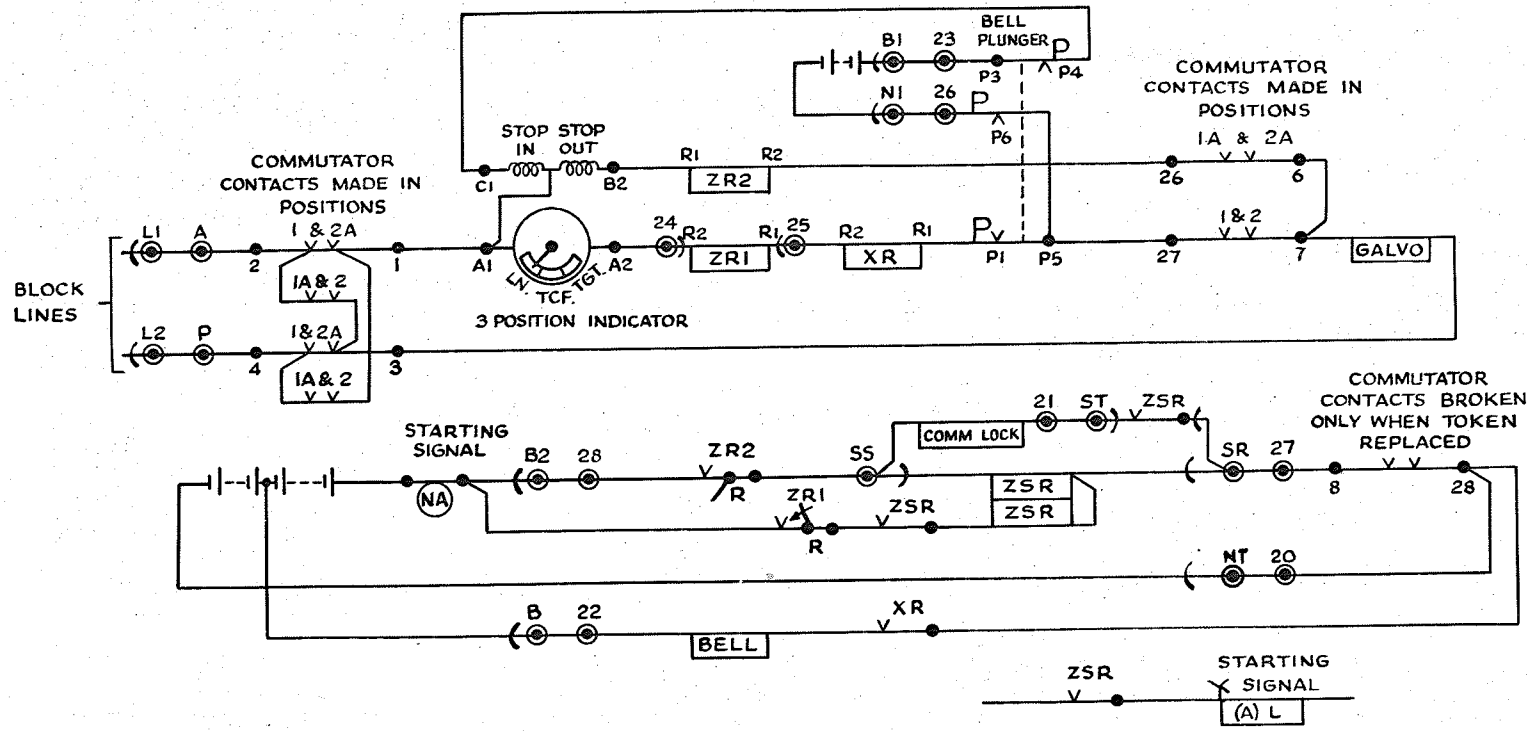 BELL
PLUNGER
B1 23 P3 P P4
N1 26 P P6
COMMUTATOR
CONTACTS MADE IN
POSITIONS
1A & 2A
STOP STOP
IN OUT
C1 B2 R1 ZR2 R2 26 6
COMMUTATOR
CONTACTS MADE IN
POSITIONS
L1 A 2 1 & 2A 1 A1 A2 24 R2 ZR1 R1 25 R2 XR R1 P P1 P5 27 1 & 2 7 GALVO
LN. TCF. TGT.
1A & 2
BLOCK
LINES
3 POSITION INDICATOR
L2 P 4 1 & 2A 3
1A & 2
COMMUTATOR
CONTACTS BROKEN
ONLY WHEN TOKEN
REPLACED
STARTING
SIGNAL
COMM LOCK 21 ST ZSR
NA B2 28 ZR2 R SS ZSR SR 27 8 28
ZSR
ZR1 R ZSR
NT 20
B 22 BELL XR
ZSR
STARTING
SIGNAL
(A) L